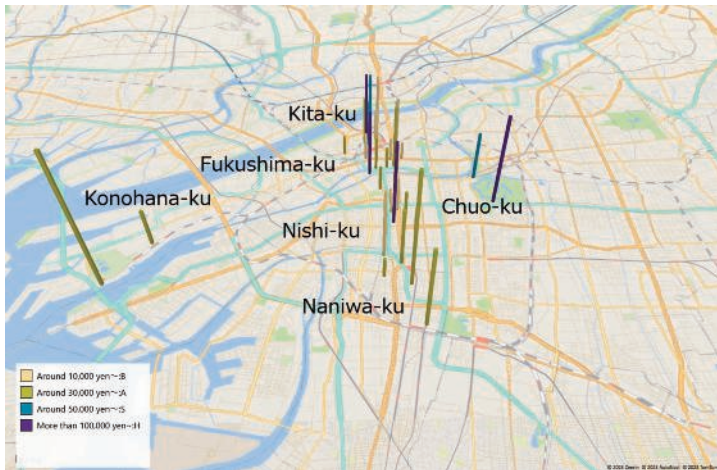 Kita-ku
Fukushima-ku
Konohana-ku
Chuo-ku
Nishi-ku
Naniwa-ku
Around 10,000 yen~:B
Around 30,000 yen~:A
Around 50,000 yen~:S
More than 100,000 yen~:H